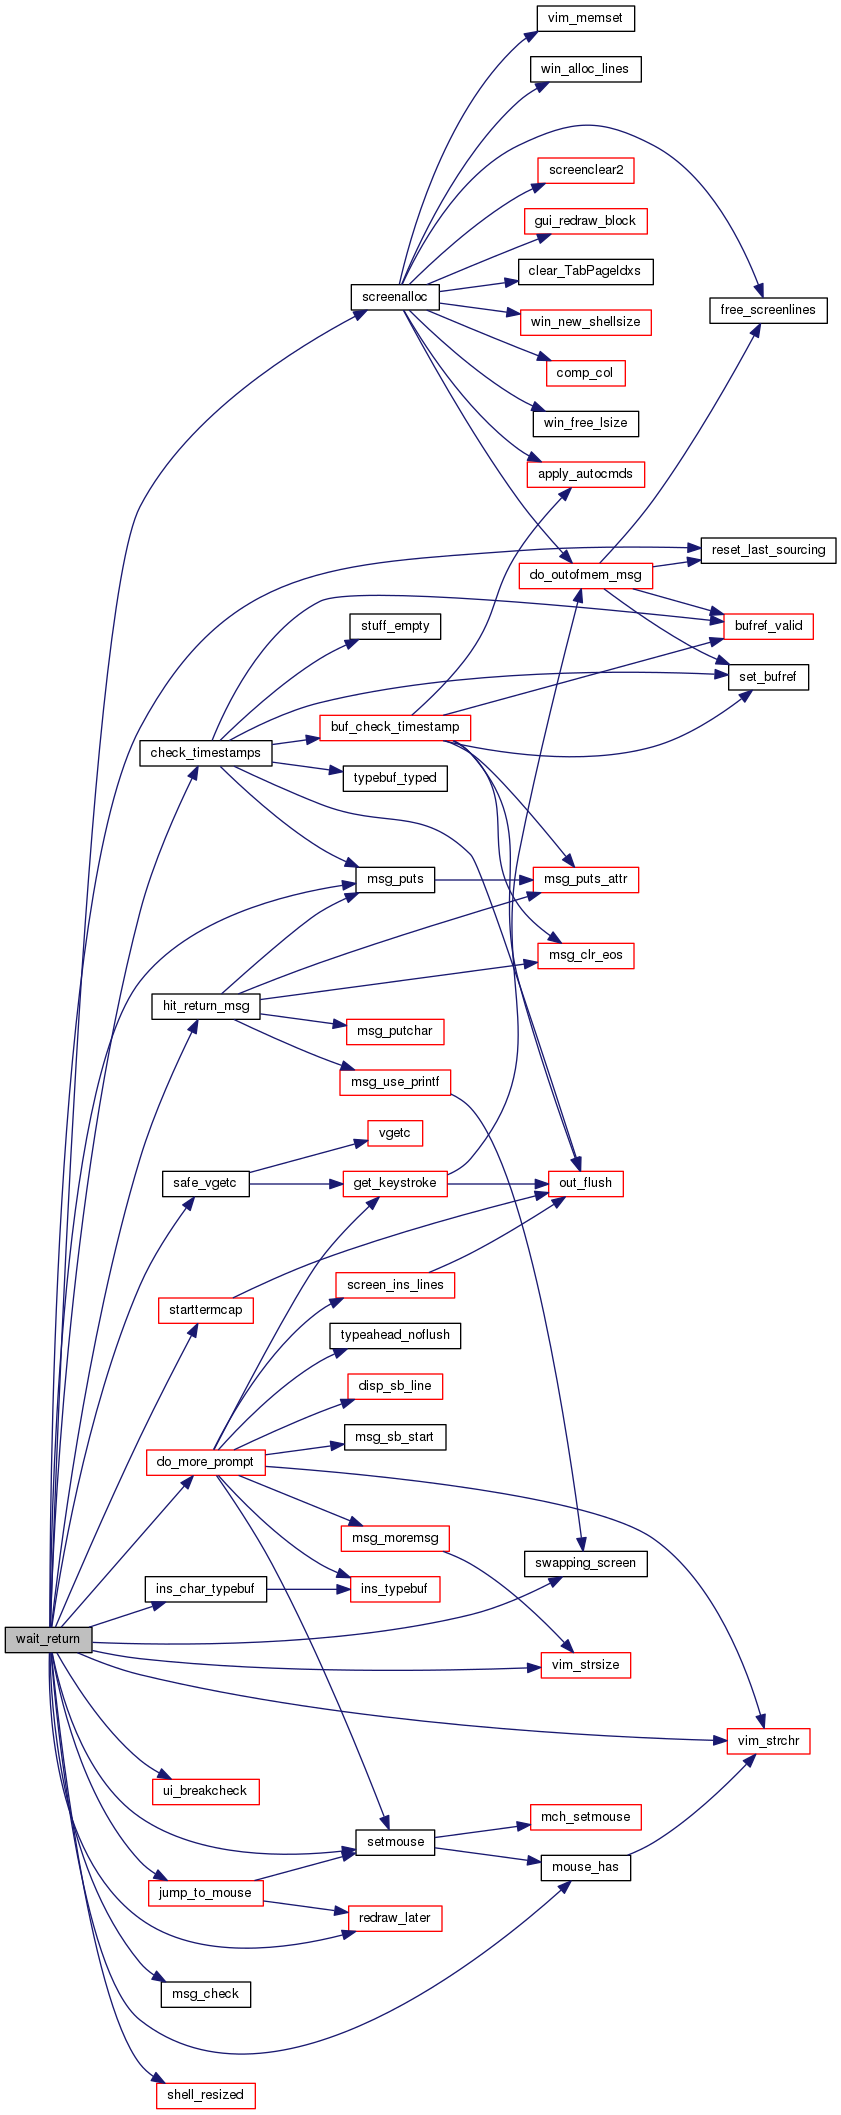 vim_memset
win_alloc_lines
screenclear2
gui_redraw_block
clear_TabPageIdxs
screenalloc
free_screenlines
win_new_shellsize
comp_col
win_free_lsize
apply_autocmds
reset_last_sourcing
do_outofmem_msg
stuff_empty
bufref_valid
set_bufref
buf_check_timestamp
check_timestamps
typebuf_typed
msg_puts
msg_puts_attr
msg_clr_eos
hit_return_msg
msg_putchar
msg_use_printf
vgetc
safe_vgetc
get_keystroke
out_flush
screen_ins_lines
starttermcap
typeahead_noflush
disp_sb_line
msg_sb_start
do_more_prompt
msg_moremsg
swapping_screen
ins_char_typebuf
ins_typebuf
wait_return
vim_strsize
vim_strchr
ui_breakcheck
mch_setmouse
setmouse
mouse_has
jump_to_mouse
redraw_later
msg_check
shell_resized